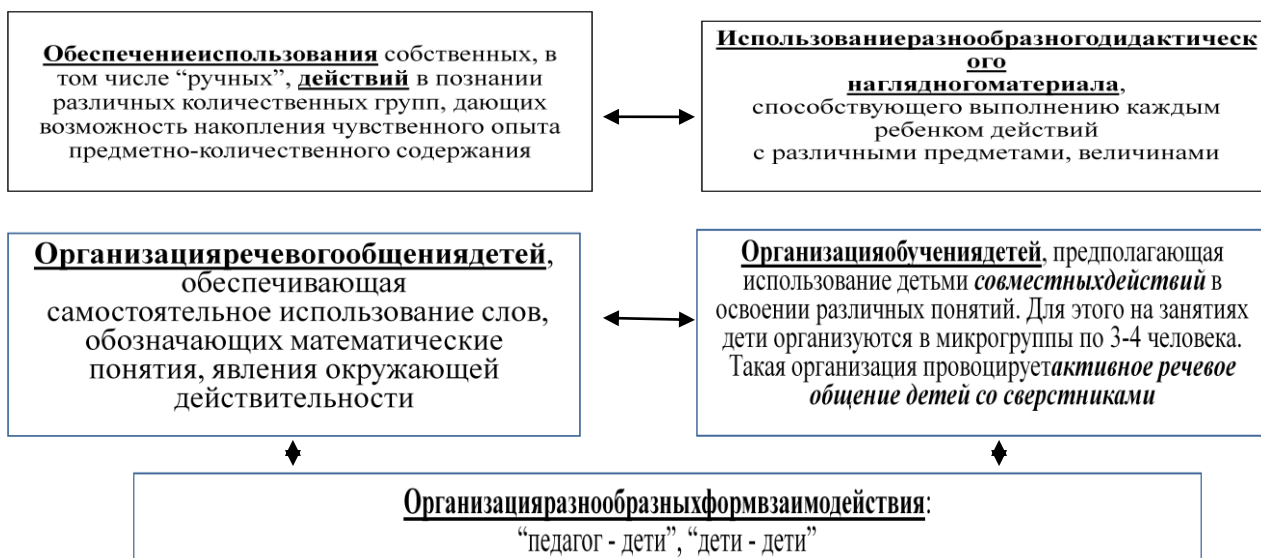 Обеспечениеиспользования собственных, в
том числе “ручных”, действий в познании
различных количественных групп, дающих
возможность накопления чувственного опыта
предметно-количественного содержания
Использованиеразнообразногодидактическ
ого
наглядногоматериала,
способствующего выполнению каждым
ребенком действий
с различными предметами, величинами
Организацияречевогообщениядетей,
обеспечивающая
самостоятельное использование слов,
обозначающих математические
понятия, явления окружающей
действительности
Организацияобучениядетей, предполагающая
использование детьми совместныхдействий в
освоении различных понятий. Для этого на занятиях
дети организуются в микрогруппы по 3-4 человека.
Такая организация провоцируетактивное речевое
общение детей со сверстниками
Организацияразнообразныхформвзаимодействия:
“педагог - дети”, “дети - дети”